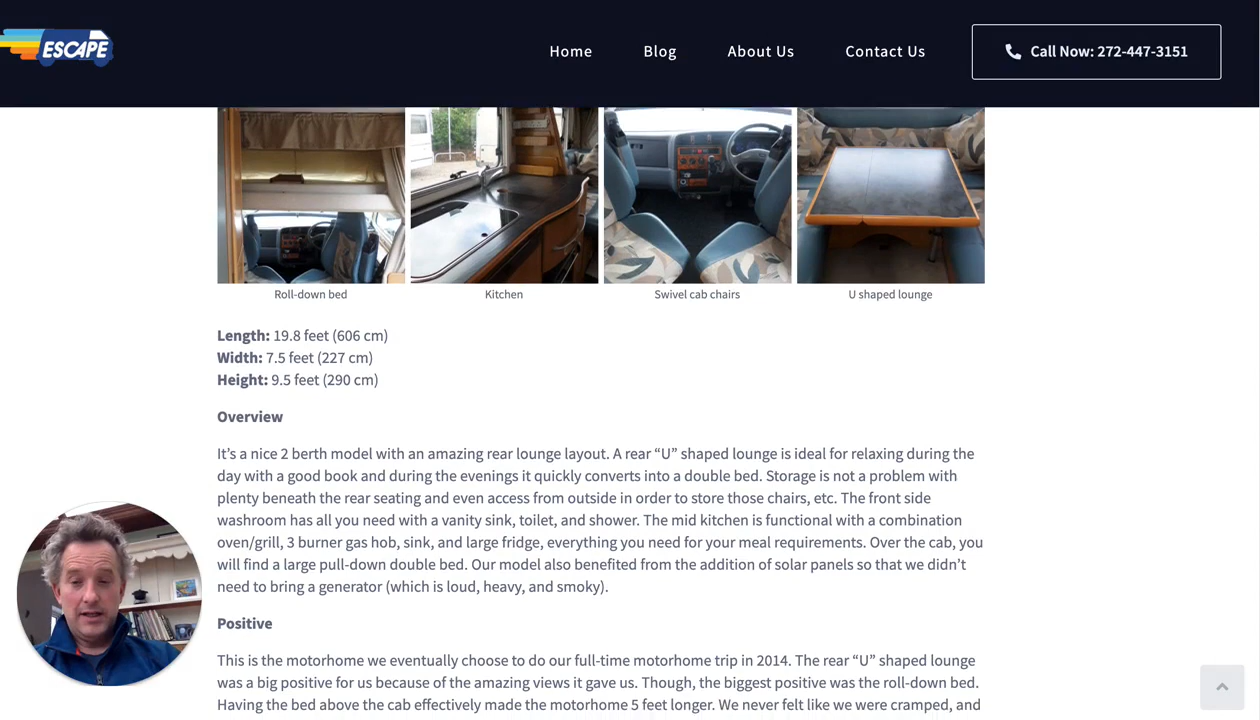 ESCAPE
Home
Blog
About Us
Contact Us
Call Now: 272-447-3151
Roll-down bed
Kitchen
Swivel cab chairs
U shaped lounge
Length: 19.8 feet (606 cm)
Width: 7.5 feet (227 cm)
Height: 9.5 feet (290 cm)
Overview
It’s a nice 2 berth model with an amazing rear lounge layout. A rear “U” shaped lounge is ideal for relaxing during the
day with a good book and during the evenings it quickly converts into a double bed. Storage is not a problem with
plenty beneath the rear seating and even access from outside in order to store those chairs, etc. The front side
washroom has all you need with a vanity sink, toilet, and shower. The mid kitchen is functional with a combination
oven/grill, 3 burner gas hob, sink, and large fridge, everything you need for your meal requirements. Over the cab, you
will find a large pull-down double bed. Our model also benefited from the addition of solar panels so that we didn’t
need to bring a generator (which is loud, heavy, and smoky).
Positive
This is the motorhome we eventually choose to do our full-time motorhome trip in 2014. The rear “U” shaped lounge
was a big positive for us because of the amazing views it gave us. Though, the biggest positive was the roll-down bed.
Having the bed above the cab effectively made the motorhome 5 feet longer. We never felt like we were cramped, and